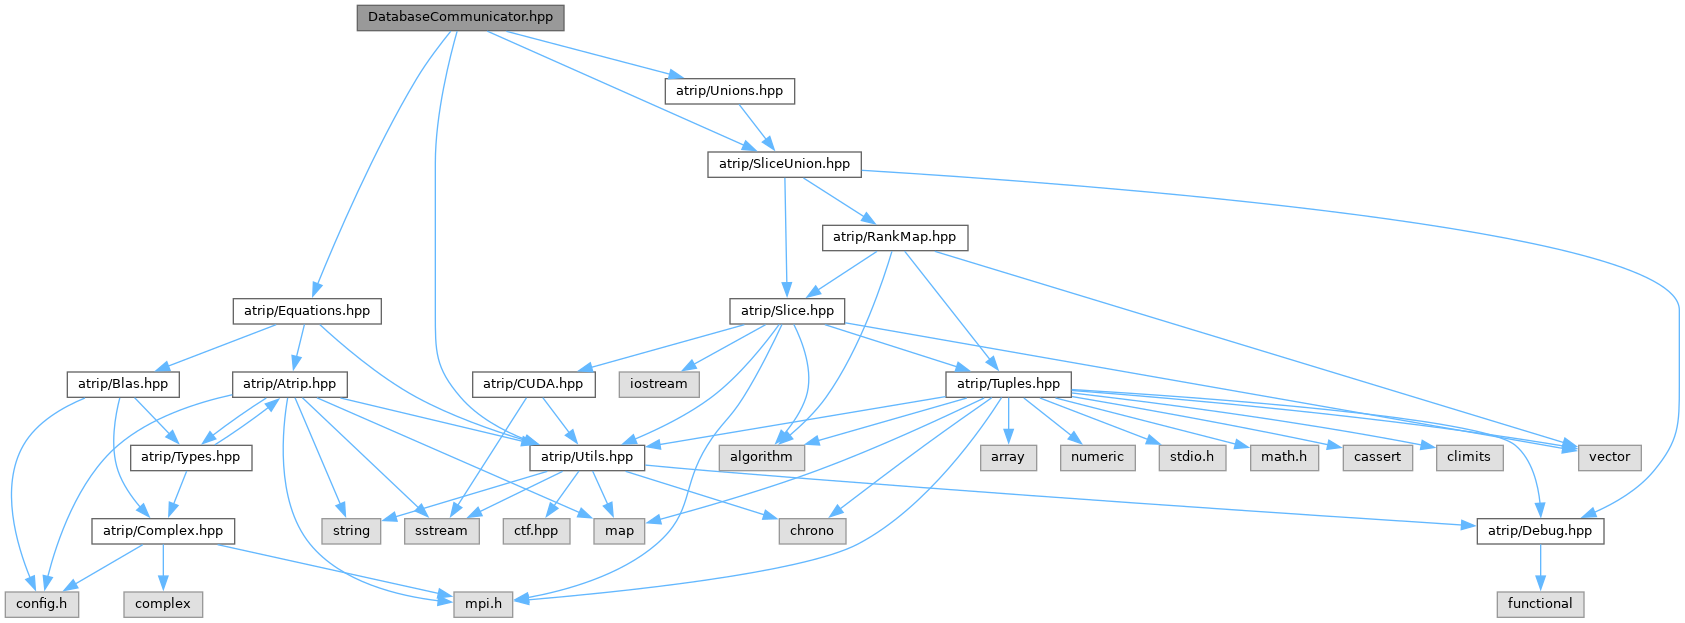 DatabaseCommunicator.hpp
atrip/Unions.hpp
atrip/SliceUnion.hpp
atrip/RankMap.hpp
atrip/Equations.hpp
atrip/Slice.hpp
atrip/Blas.hpp
atrip/Atrip.hpp
atrip/CUDA.hpp
iostream
atrip/Tuples.hpp
atrip/Types.hpp
atrip/Utils.hpp
algorithm
array
numeric
stdio.h
math.h
cassert
climits
vector
atrip/Complex.hpp
string
sstream
ctf.hpp
map
chrono
atrip/Debug.hpp
config.h
complex
mpi.h
functional